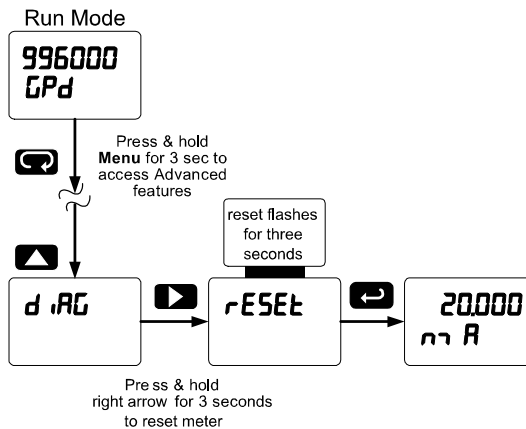 Run Mode
996000
GPd
Press & hold
Menu for 3 sec to
access Advanced
features
reset flashes
for three
seconds
diAG
rESEt
20.000
mA
Press & hold
right arrow for 3 seconds
to reset meter